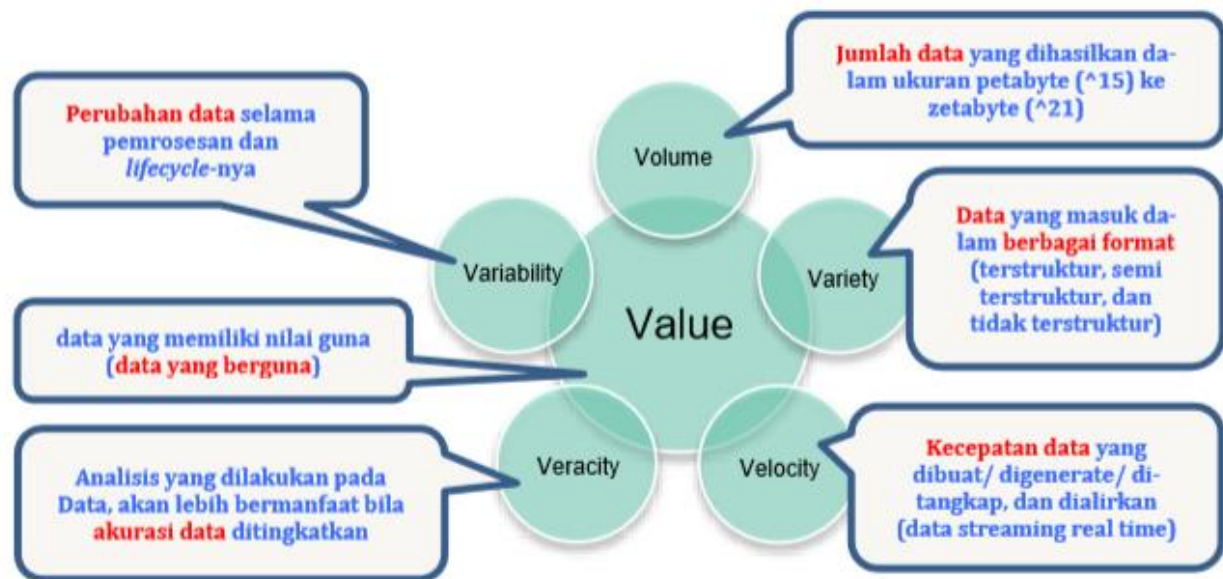 Jumlah data yang dihasilkan da-
lam ukuran petabyte (^15) ke
zetabyte (^21)
Perubahan data selama
pemrosesan dan
lifecycle-nya
Volume
Data yang masuk da-
lam berbagai format
(terstruktur, semi
terstruktur, dan
tidak terstruktur)
Variability
Variety
Value
data yang memiliki nilai guna
(data yang berguna)
Veracity
Velocity
Analisis yang dilakukan pada
Data, akan lebih bermanfaat bila
akurasi data ditingkatkan
Kecepatan data yang
dibuat/ digenerate/ di-
tangkap, dan dialirkan
(data streaming real time)